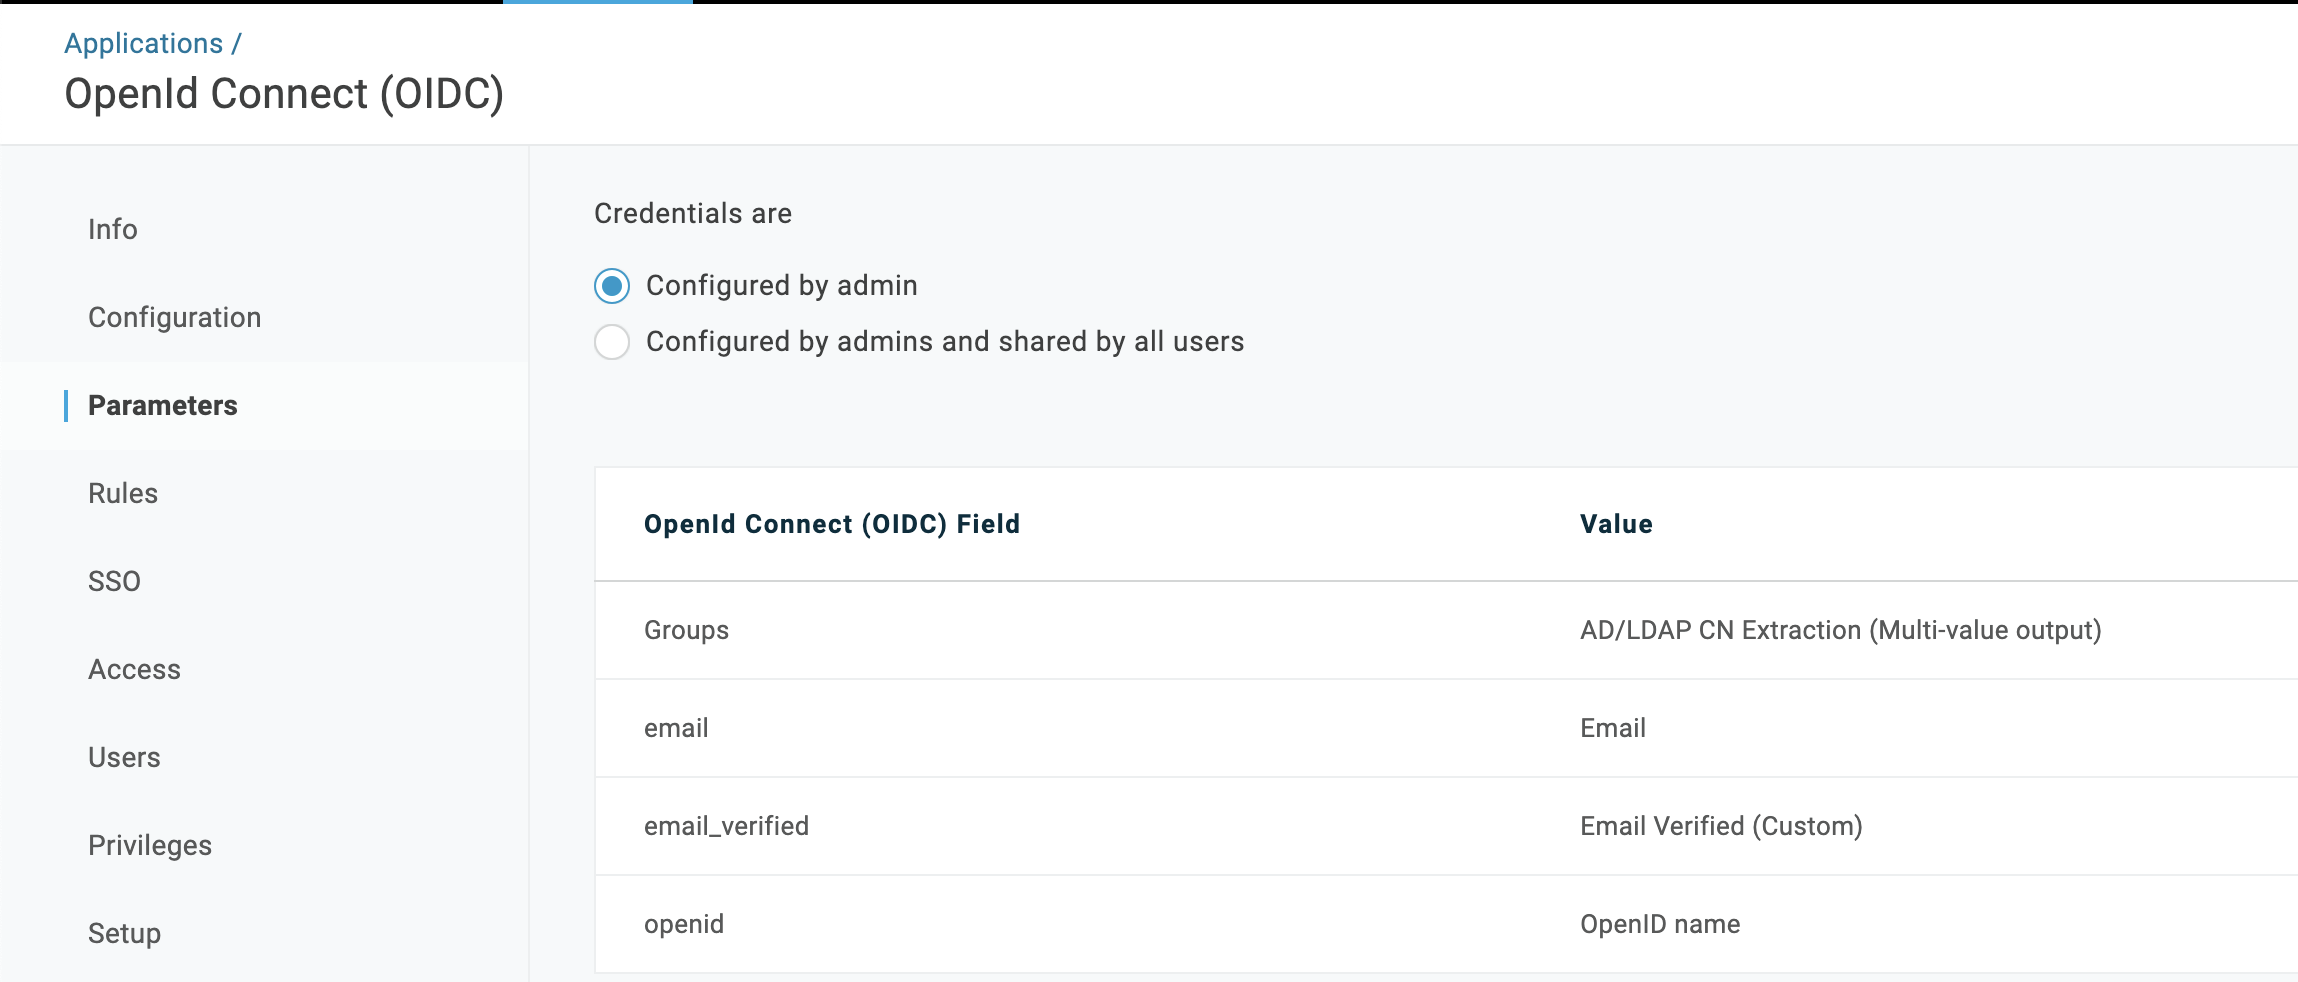 Applications /
OpenId Connect (OIDC)
Info
Configuration
Parameters
Rules
SSO
Access
Users
Privileges
Setup
Credentials are
Configured by admin
Configured by admins and shared by all users
OpenId Connect (OIDC) Field Value
Groups AD/LDAP CN Extraction (Multi-value output)
email Email
email_verified Email Verified (Custom)
openid OpenID name